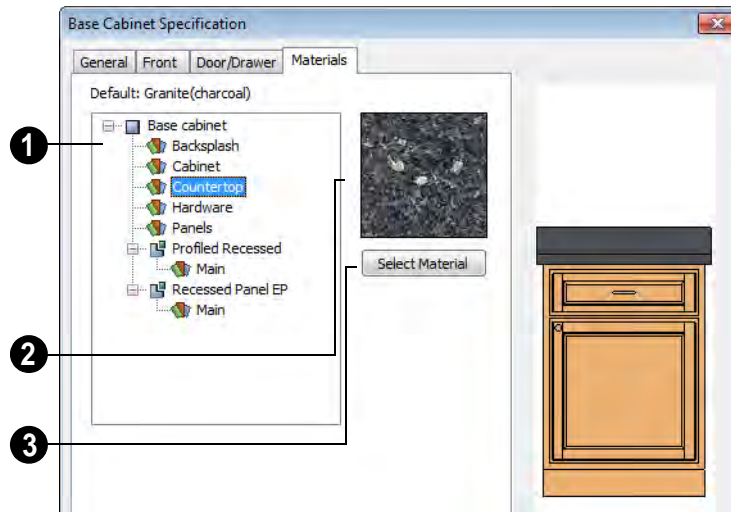 Base Cabinet Specification
General Front Door/Drawer Materials
Default: Granite(charcoal)
1
Base cabinet
Backsplash
Cabinet
Countertop
Hardware
Panels
Profiled Recessed
Main
Recessed Panel EP
Main
2
Select Material
3